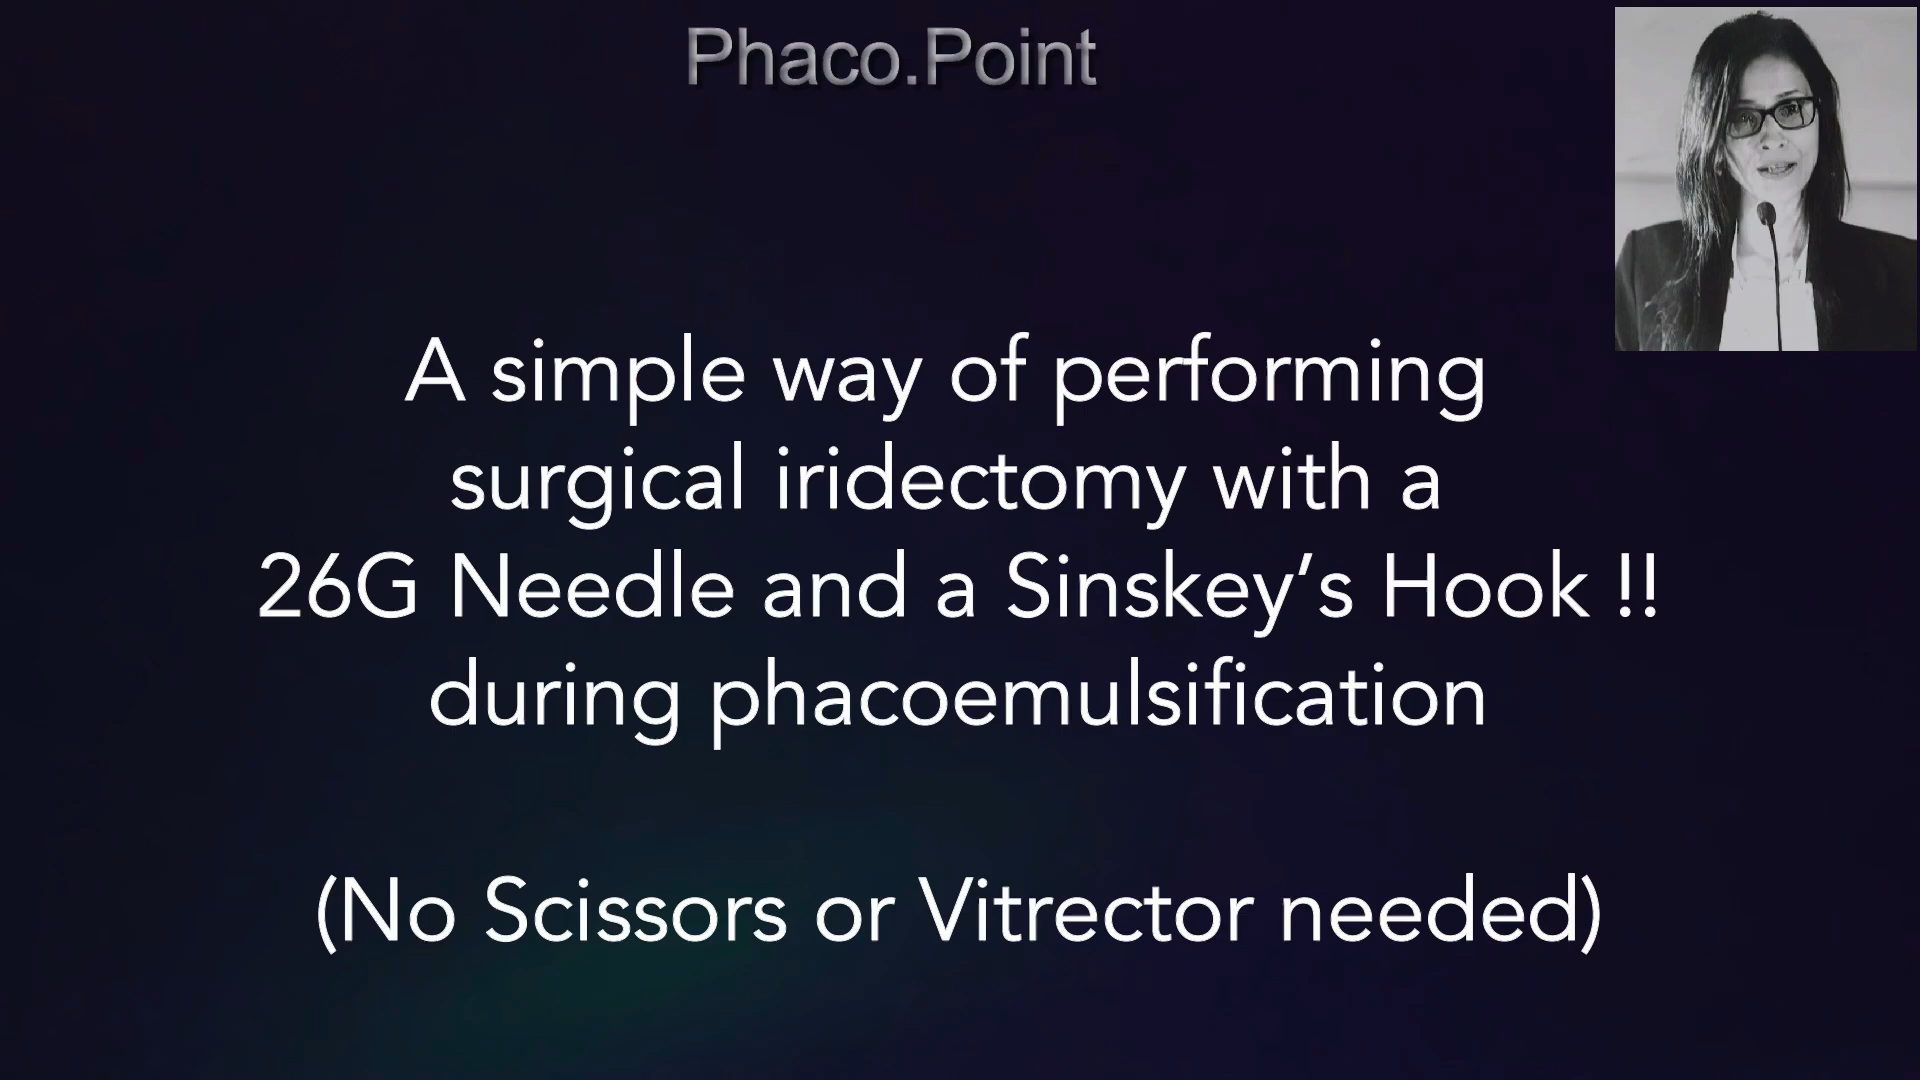 Phaco.Point
A simple way of performing
surgical iridectomy with a
26G Needle and a Sinskey’s Hook !!
during phacoemulsification
(No Scissors or Vitrector needed)